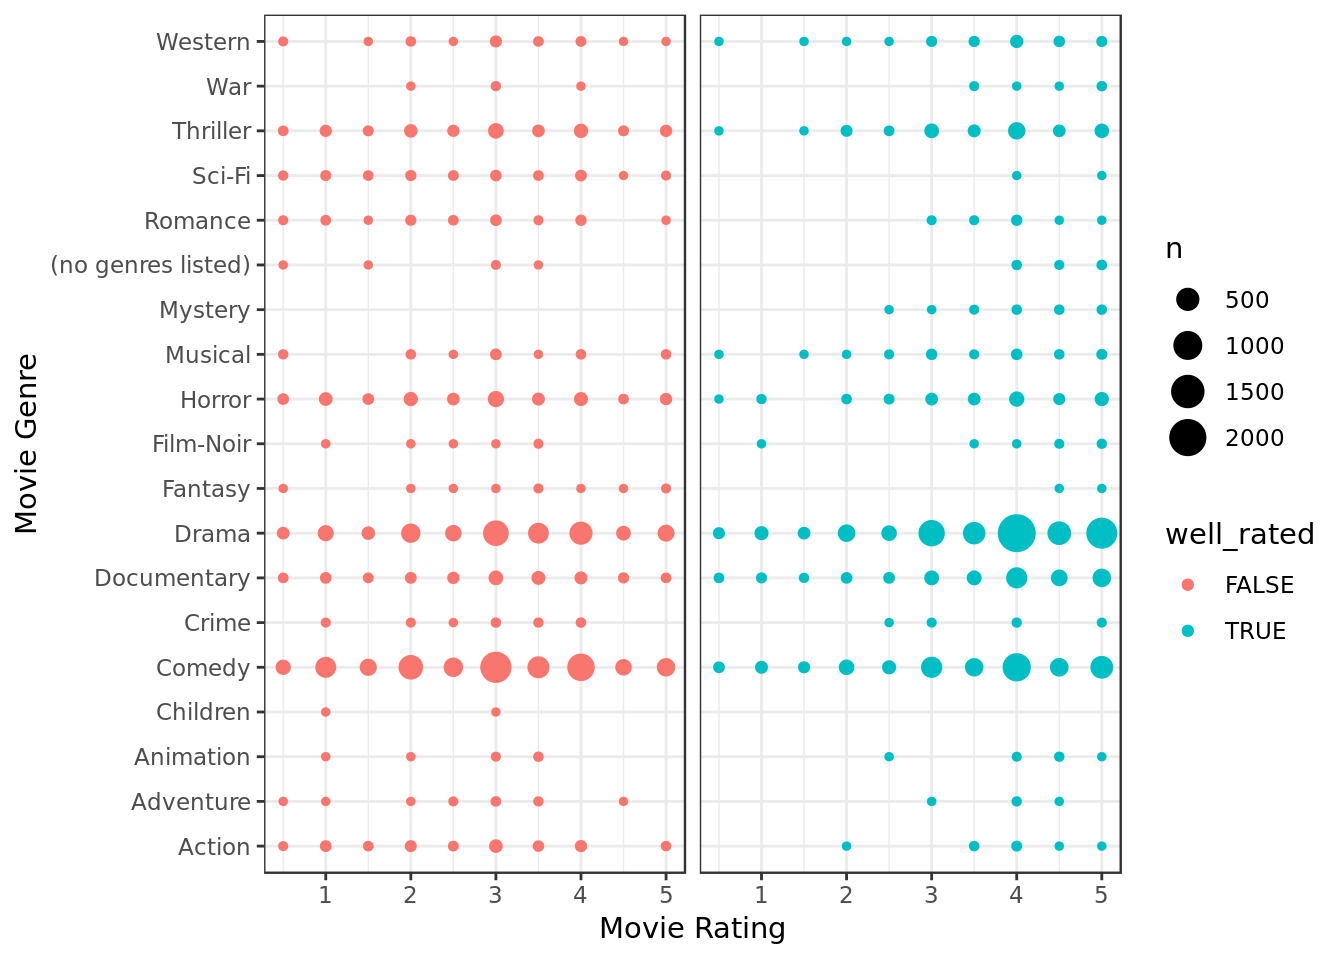 Movie Genre
Western
War
Thriller
Sci-Fi
Romance
(no genres listed)
Mystery
Musical
Horror
Film-Noir
Fantasy
Drama
Documentary
Crime
Comedy
Children
Animation
Adventure
Action
1 2 3 4 5 1 2 3 4 5
Movie Rating
n
500
1000
1500
2000
well_rated
FALSE
TRUE